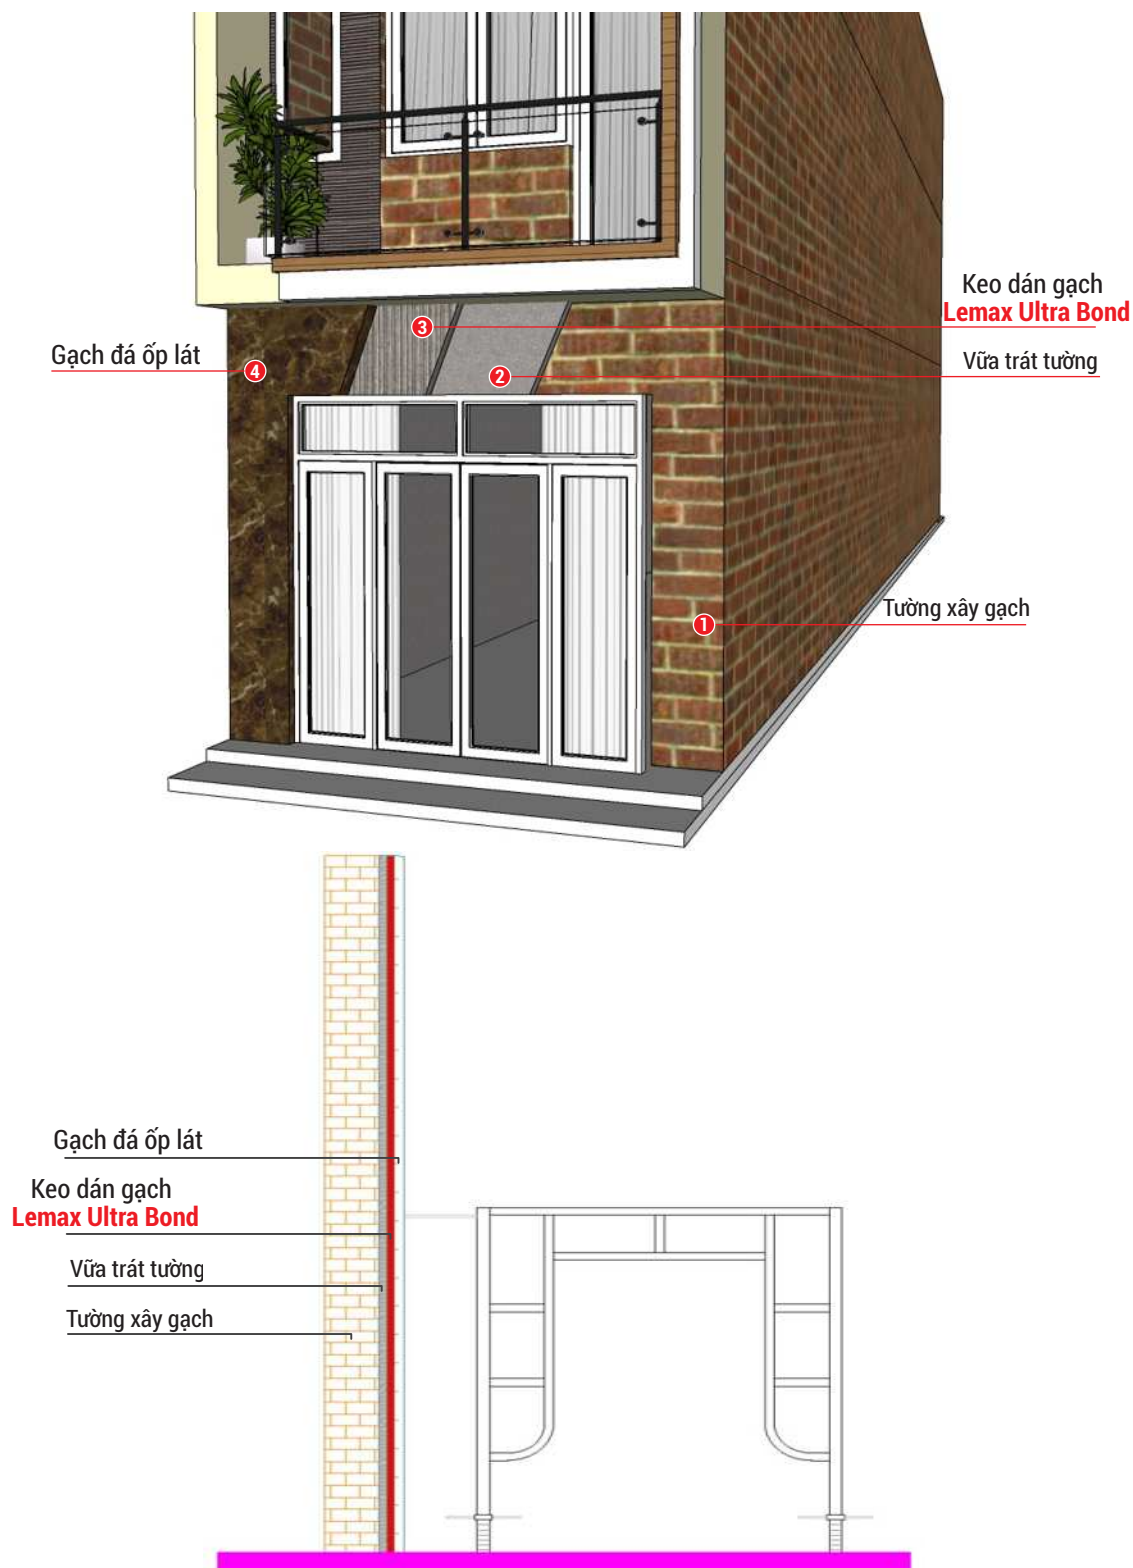 Keo dán gạch
Lemax Ultra Bond
3
Gạch đá ốp lát
4
Vữa trát tường
2
Tường xây gạch
1
Gạch đá ốp lát
Keo dán gạch
Lemax Ultra Bond
Vữa trát tường
Tường xây gạch